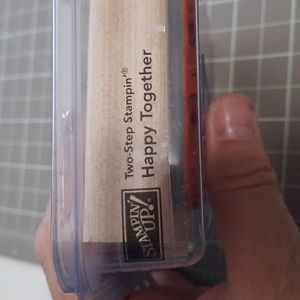 Two-Step Stampin'®
Happy Together
STAMPIN'
UP!®